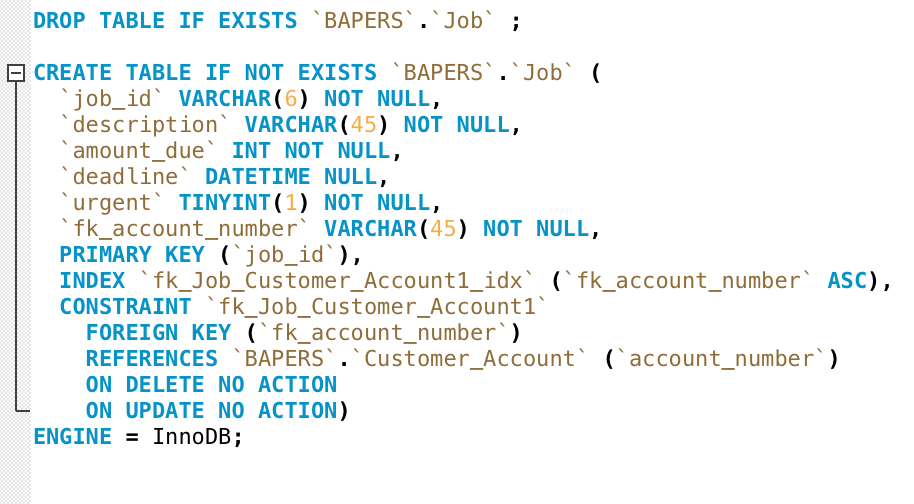 DROP TABLE IF EXISTS `BAPERS`.`Job` ;
CREATE TABLE IF NOT EXISTS `BAPERS`.`Job` (
  `job_id` VARCHAR(6) NOT NULL,
  `description` VARCHAR(45) NOT NULL,
  `amount_due` INT NOT NULL,
  `deadline` DATETIME NULL,
  `urgent` TINYINT(1) NOT NULL,
  `fk_account_number` VARCHAR(45) NOT NULL,
  PRIMARY KEY (`job_id`),
  INDEX `fk_Job_Customer_Account1_idx` (`fk_account_number` ASC),
  CONSTRAINT `fk_Job_Customer_Account1`
    FOREIGN KEY (`fk_account_number`)
    REFERENCES `BAPERS`.`Customer_Account` (`account_number`)
    ON DELETE NO ACTION
    ON UPDATE NO ACTION)
ENGINE = InnoDB;